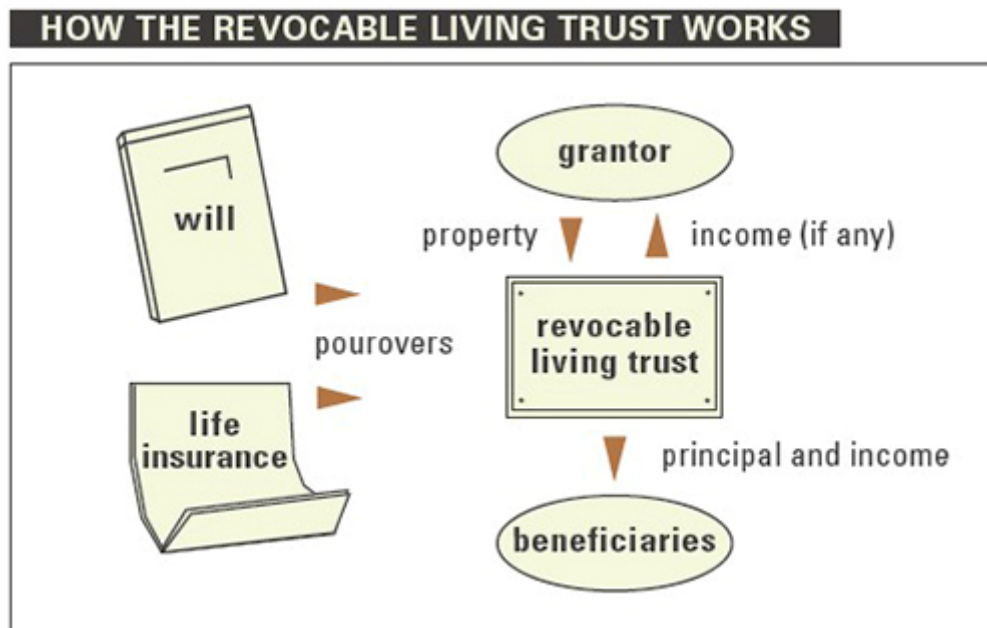 HOW THE REVOCABLE LIVING TRUST WORKS
will
grantor
property
income (if any)
pourovers
revocable
living trust
life
insurance
principal and income
beneficiaries